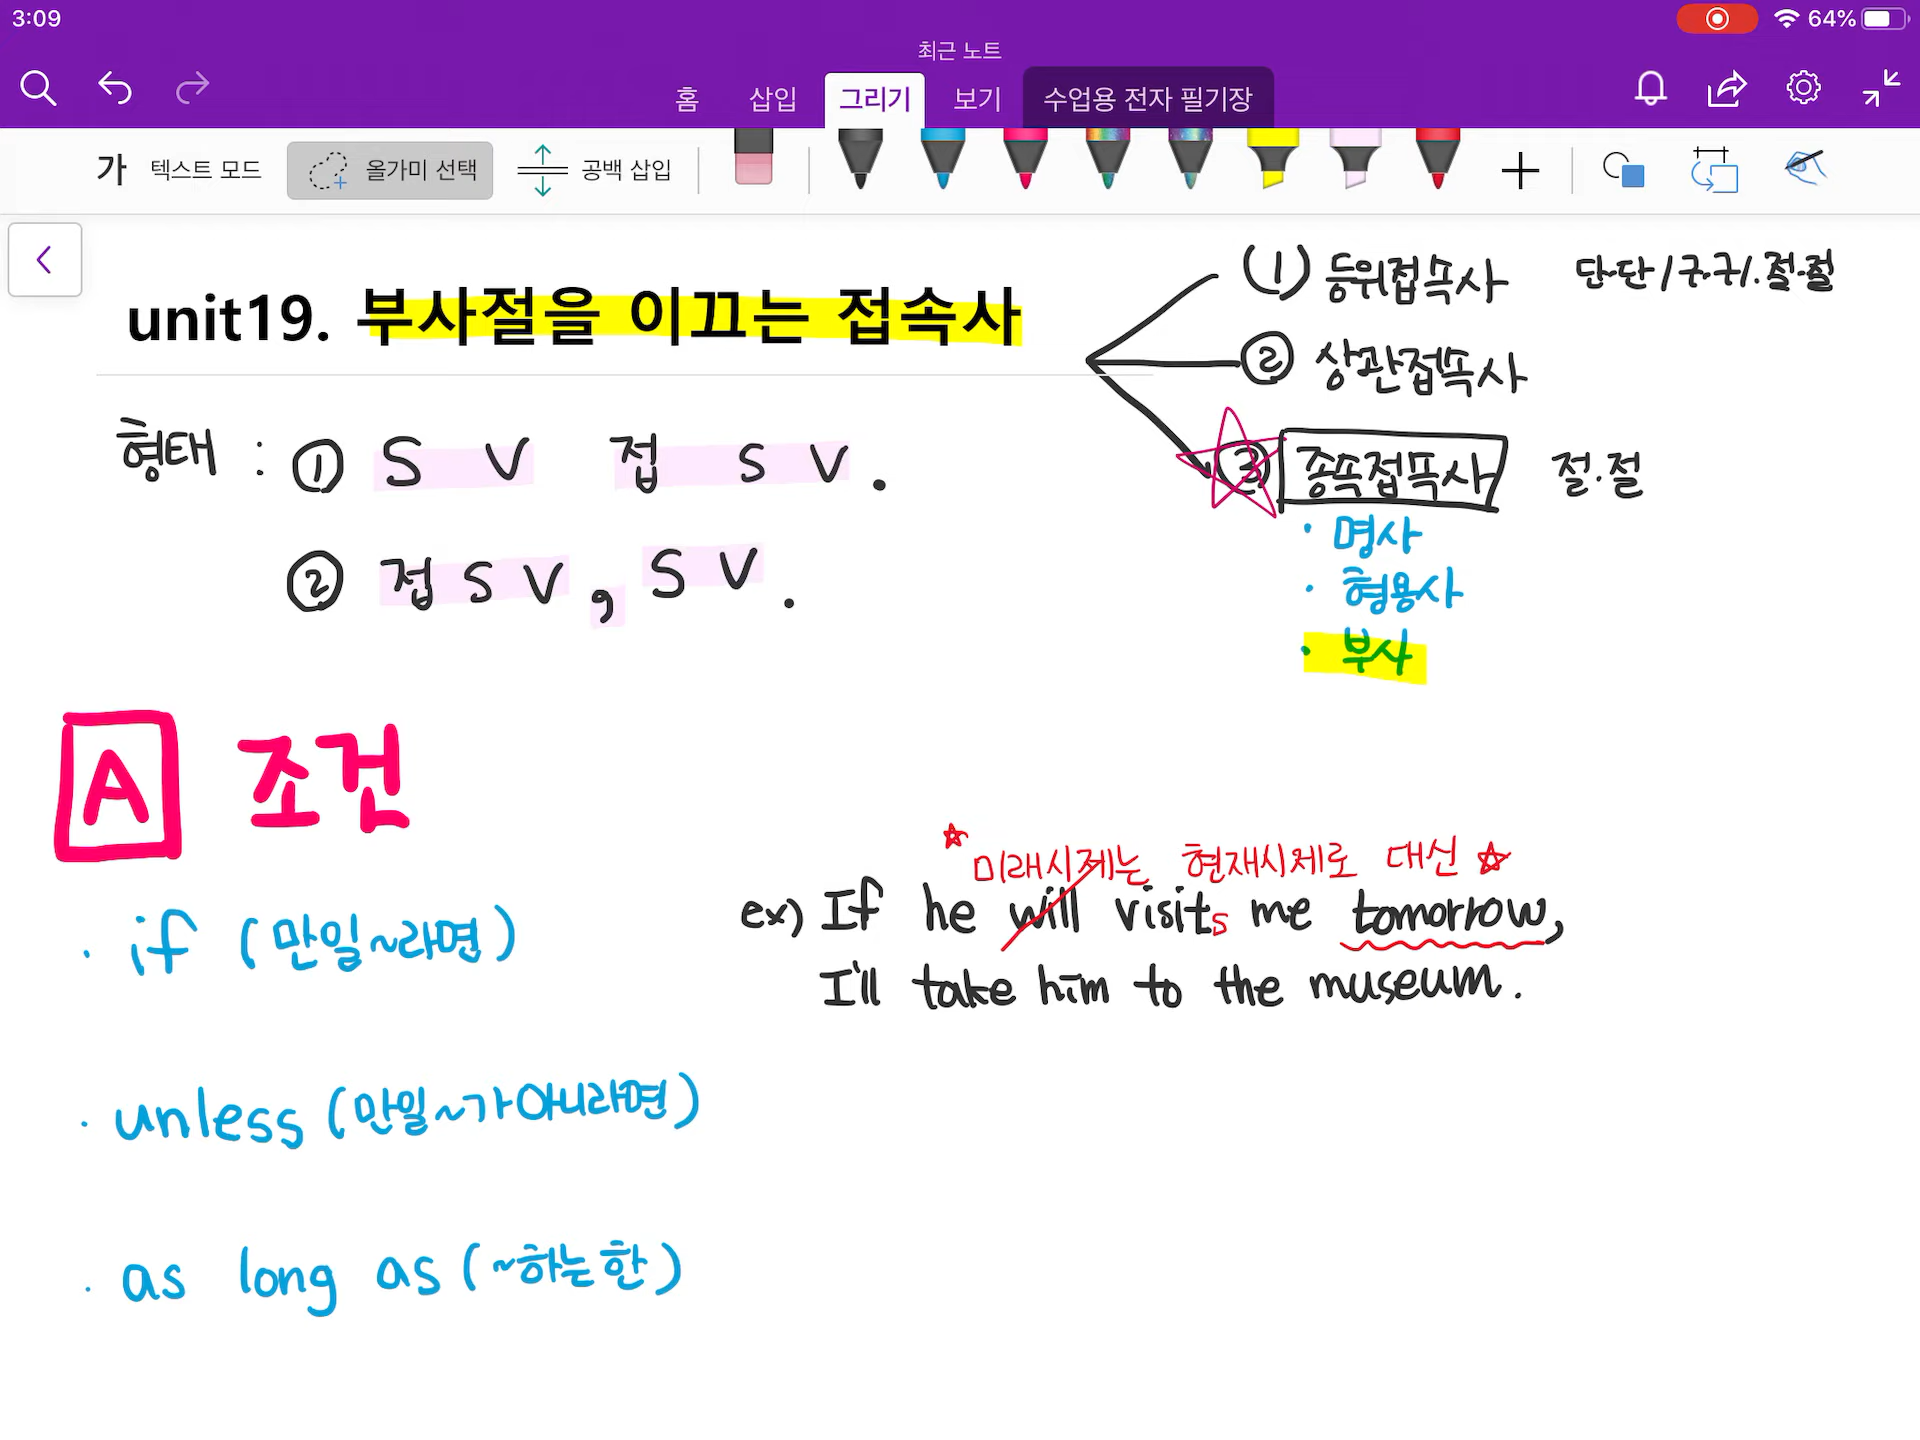 3:09
64%
최근 노트
홈 삽입 그리기 보기 수업용 전자 필기장
가 텍스트 모드 올가미 선택 공백 삽입
unit19. 부사절을 이끄는 접속사
① 등위접속사 단·단/구·구/.절·절
② 상관접속사
③ 종속접속사 절·절
· 명사
· 형용사
· 부사
형태 : ① S V 접 S V.
② 접 S V, S V.
A 조건
· if (만일~라면)
미래시제는 현재시제로 대신
ex) If he will visits me tomorrow,
I'll take him to the museum.
· unless (만일~가 아니라면)
· as long as (~하는 한)